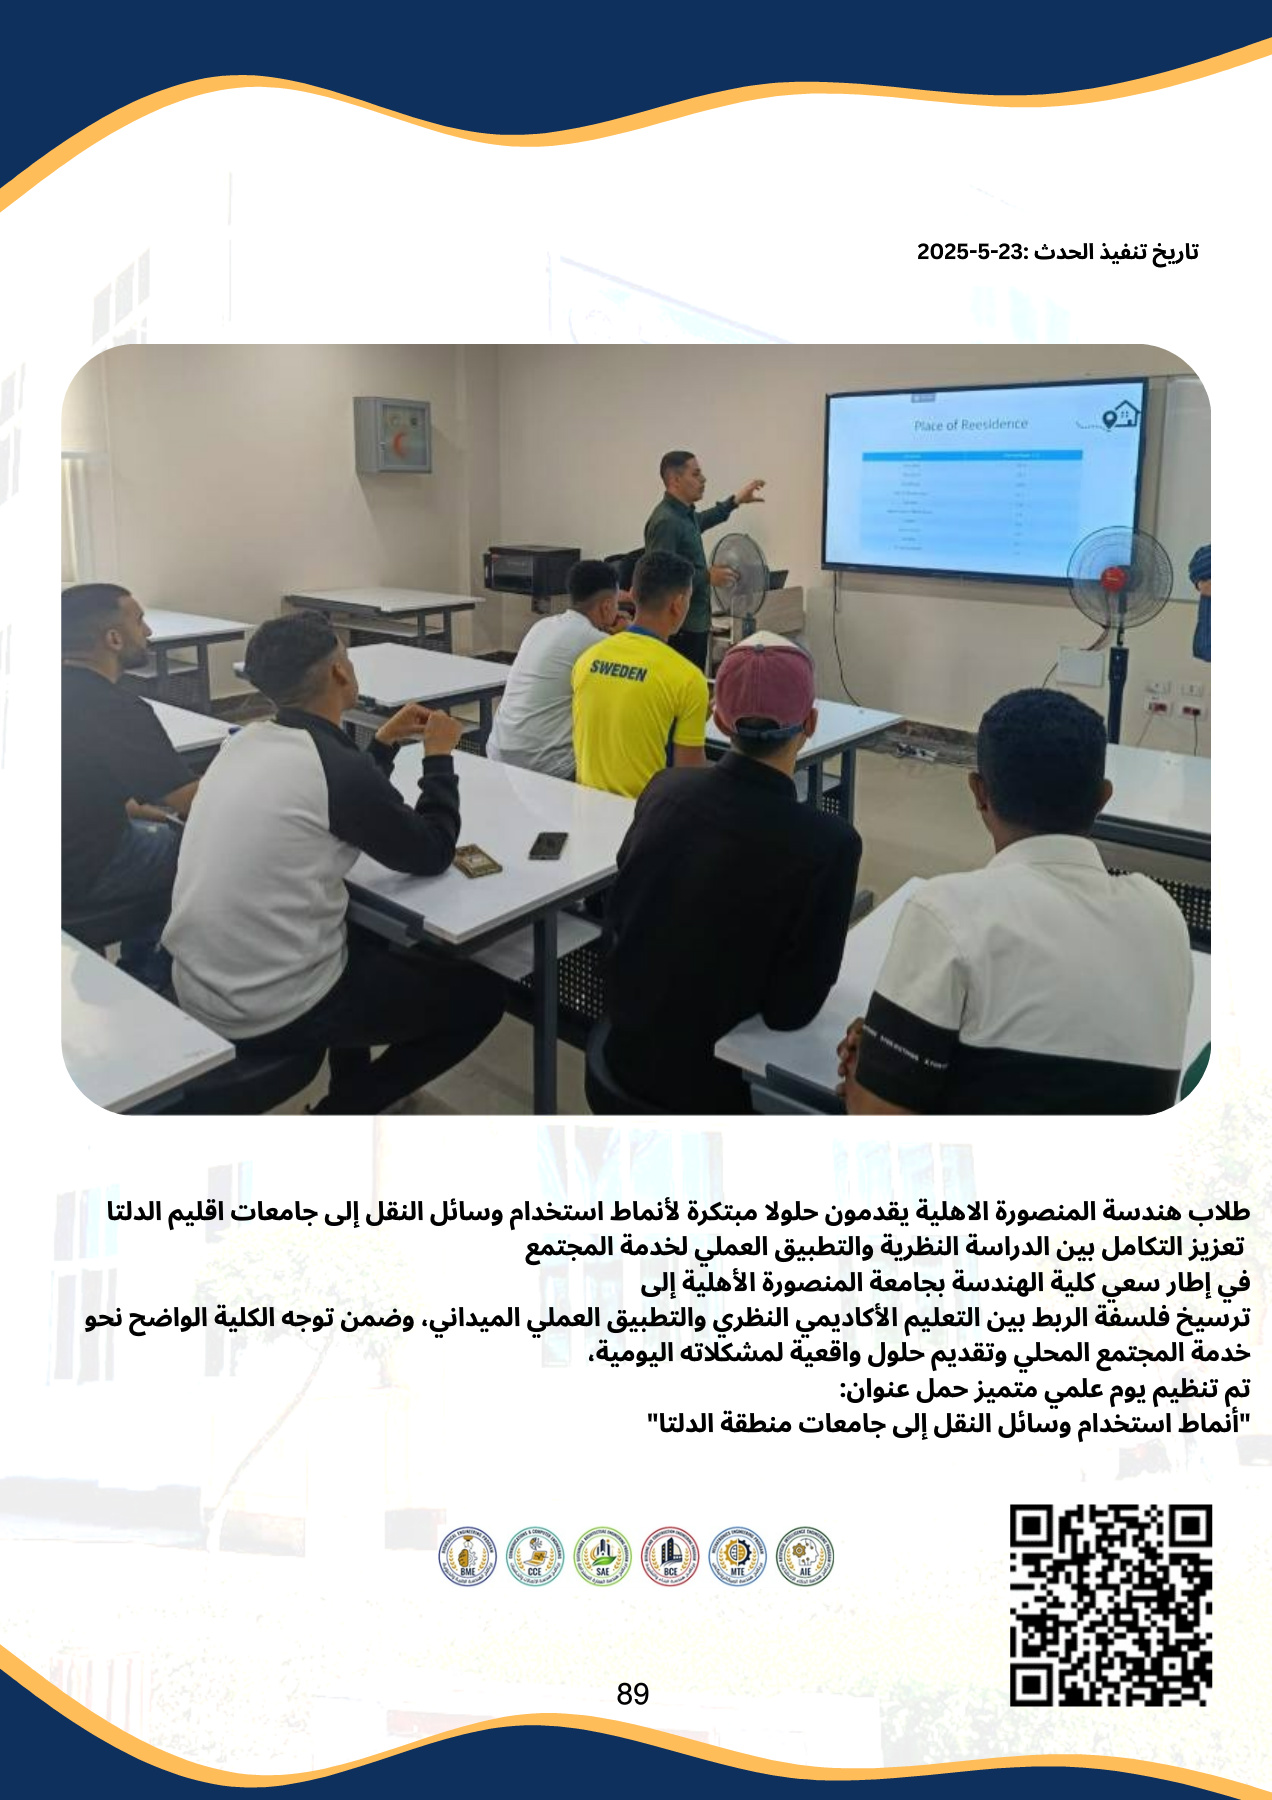 تاريخ تنفيذ الحدث :23-5-2025
Place of Reesidence
SWEDEN
طلاب هندسة المنصورة الاهلية يقدمون حلولا مبتكرة لأنماط استخدام وسائل النقل إلى جامعات اقليم الدلتا
تعزيز التكامل بين الدراسة النظرية والتطبيق العملي لخدمة المجتمع
في إطار سعي كلية الهندسة بجامعة المنصورة الأهلية إلى
ترسيخ فلسفة الربط بين التعليم الأكاديمي النظري والتطبيق العملي الميداني، وضمن توجه الكلية الواضح نحو
خدمة المجتمع المحلي وتقديم حلول واقعية لمشكلاته اليومية،
تم تنظيم يوم علمي متميز حمل عنوان:
"أنماط استخدام وسائل النقل إلى جامعات منطقة الدلتا"
BME CCE SAE BCE MTE AIE
89